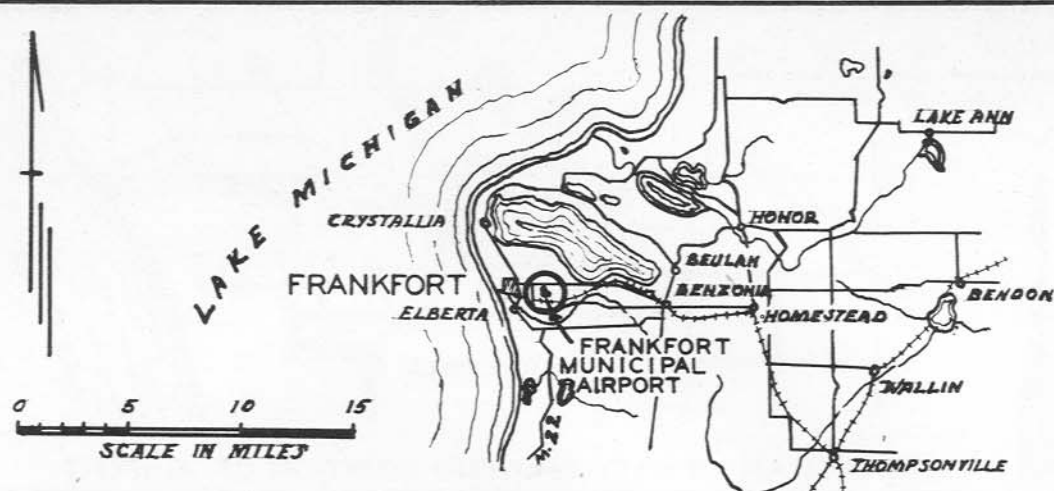 LAKE MICHIGAN
LAKE ANN
CRYSTALLIA
HONOR
BEULAH
FRANKFORT
BENZONIA
BENDON
ELBERTA
HOMESTEAD
FRANKFORT
MUNICIPAL
AIRPORT
WALLIN
M. 22
0 5 10 15
SCALE IN MILES
THOMPSONVILLE